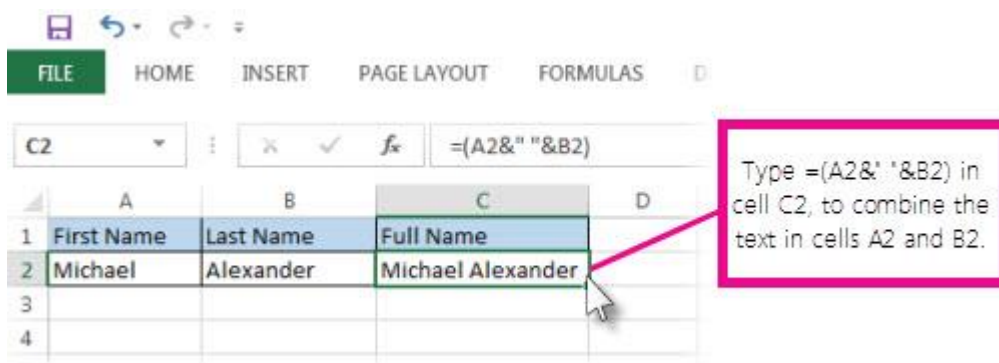 FILE HOME INSERT PAGE LAYOUT FORMULAS D
C2 fx =(A2&" "&B2)
A B C D
1 First Name Last Name Full Name
2 Michael Alexander Michael Alexander
3
4
Type =(A2&' '&B2) in
cell C2, to combine the
text in cells A2 and B2.